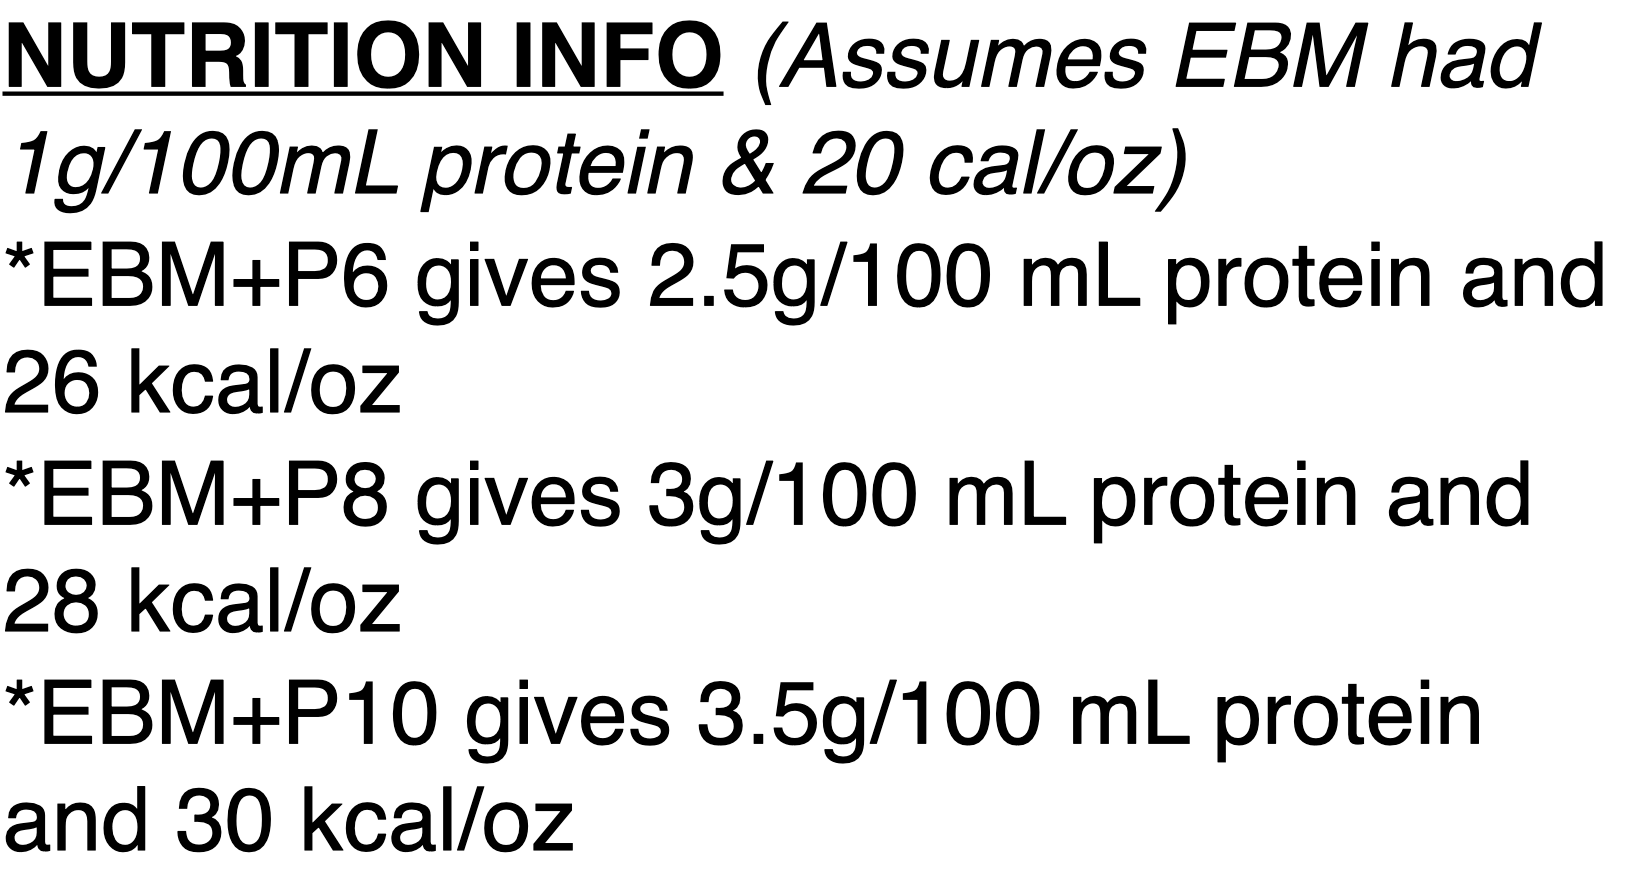 NUTRITION INFO (Assumes EBM had
1g/100mL protein & 20 cal/oz)
*EBM+P6 gives 2.5g/100 mL protein and
26 kcal/oz
*EBM+P8 gives 3g/100 mL protein and
28 kcal/oz
*EBM+P10 gives 3.5g/100 mL protein
and 30 kcal/oz